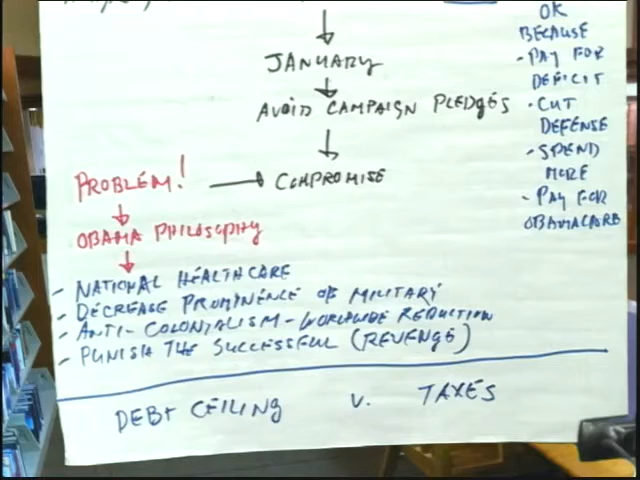 JANUARY
AVOID CAMPAIGN PLEDGES
COMPROMISE
PROBLEM!
OBAMA PHILOSOPHY
- NATIONAL HEALTHCARE
- DECREASE PROMINENCE OF MILITARY
- ANTI-COLONIALISM - WORLDWIDE REDUCTION
- PUNISH THE SUCCESSFUL (REVENGE)
OK
BECAUSE
- PAY FOR
DEFICIT
- CUT
DEFENSE
- SPEND
MORE
- PAY FOR
OBAMACARE
DEBT CEILING V. TAXES